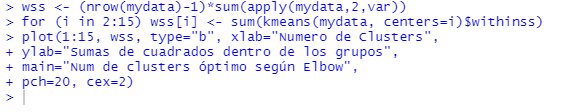 > wss <- (nrow(mydata)-1)*sum(apply(mydata,2,var))
> for (i in 2:15) wss[i] <- sum(kmeans(mydata, centers=i)$withinss)
> plot(1:15, wss, type="b", xlab="Numero de Clusters",
+ ylab="Sumas de cuadrados dentro de los grupos",
+ main="Num de clusters óptimo según Elbow",
+ pch=20, cex=2)
>